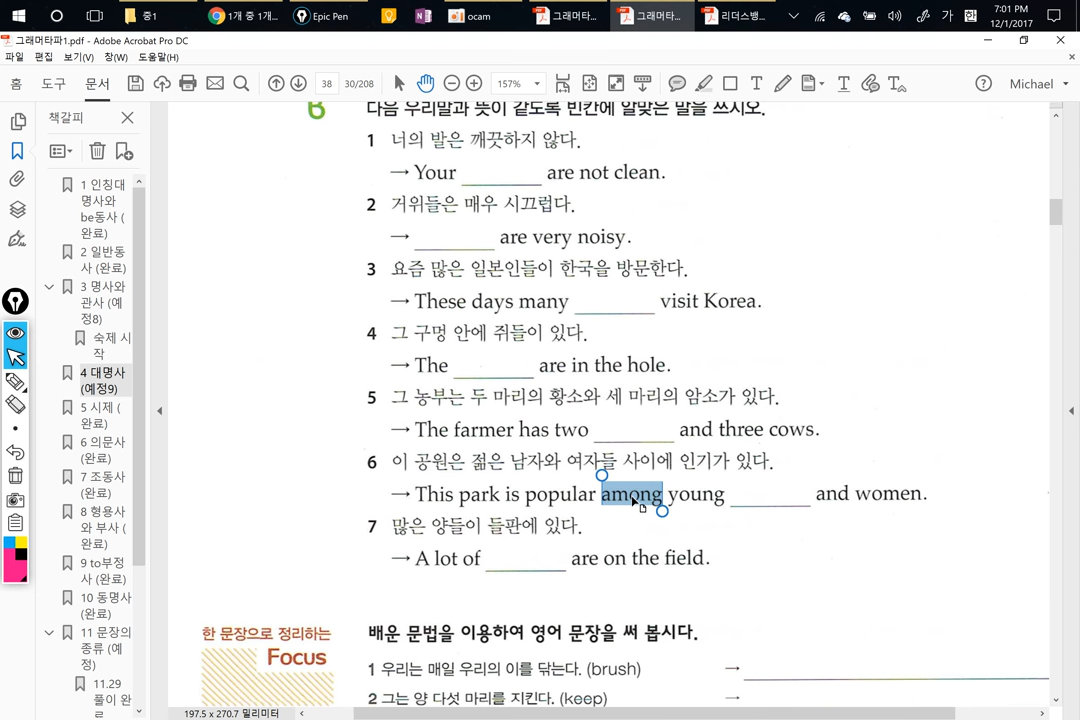 중1
1개 중 1개...
Epic Pen
ocam
그래머타...
그래머타...
리더스뱅...
가
한
7:01 PM
12/1/2017
그래머타파1.pdf - Adobe Acrobat Pro DC
파일 편집 보기(V) 창(W) 도움말(H)
홈 도구 문서
38 30/208
157%
Michael
책갈피
1 인칭대
명사와
be동사 (
완료)
2 일반동
사 (완료)
3 명사와
관사 (예
정8)
숙제 시
작
4 대명사
(예정9)
5 시제 (
완료)
6 의문사
(완료)
7 조동사
(완료)
8 형용사
와 부사 (
완료)
9 to부정
사 (완료)
10 동명사
(완료)
11 문장의
종류 (예
정)
11.29
풀이 완
료
6 다음 우리말과 뜻이 같도록 빈칸에 알맞은 말을 쓰시오.
1 너의 발은 깨끗하지 않다.
→ Your ________ are not clean.
2 거위들은 매우 시끄럽다.
→ ________ are very noisy.
3 요즘 많은 일본인들이 한국을 방문한다.
→ These days many ________ visit Korea.
4 그 구멍 안에 쥐들이 있다.
→ The ________ are in the hole.
5 그 농부는 두 마리의 황소와 세 마리의 암소가 있다.
→ The farmer has two ________ and three cows.
6 이 공원은 젊은 남자와 여자들 사이에 인기가 있다.
→ This park is popular among young ________ and women.
7 많은 양들이 들판에 있다.
→ A lot of ________ are on the field.
한 문장으로 정리하는
Focus
배운 문법을 이용하여 영어 문장을 써 봅시다.
1 우리는 매일 우리의 이를 닦는다. (brush) →
2 그는 양 다섯 마리를 지킨다. (keep) →
197.5 x 270.7 밀리미터